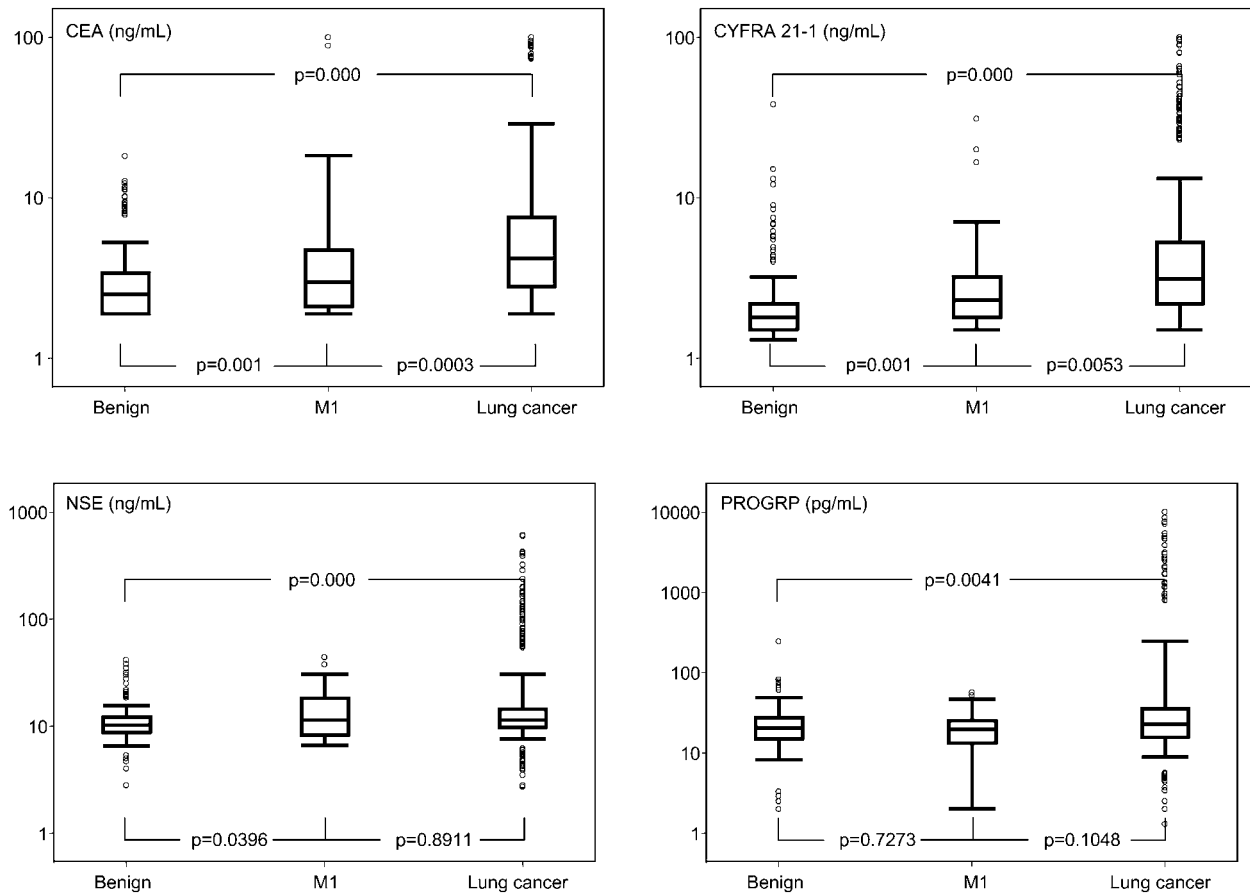 CEA (ng/mL)
100
10
1
p=0.000
p=0.001
p=0.0003
Benign
M1
Lung cancer
CYFRA 21-1 (ng/mL)
100
10
1
p=0.000
p=0.001
p=0.0053
Benign
M1
Lung cancer
NSE (ng/mL)
1000
100
10
1
p=0.000
p=0.0396
p=0.8911
Benign
M1
Lung cancer
PROGRP (pg/mL)
10000
1000
100
10
1
p=0.0041
p=0.7273
p=0.1048
Benign
M1
Lung cancer